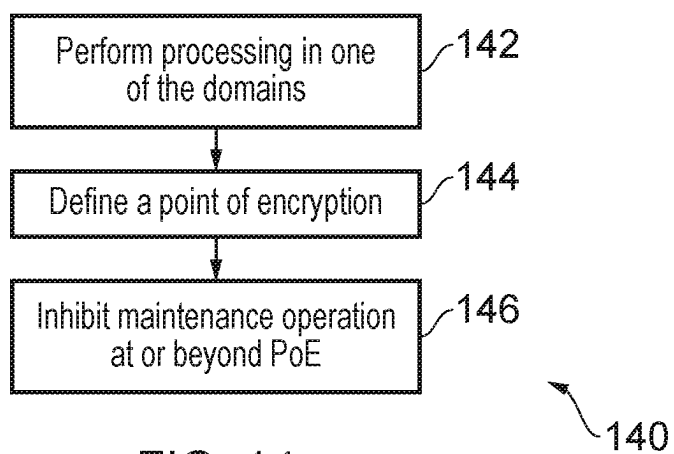 Perform processing in one
of the domains
142
Define a point of encryption
144
Inhibit maintenance operation
at or beyond PoE
146
140